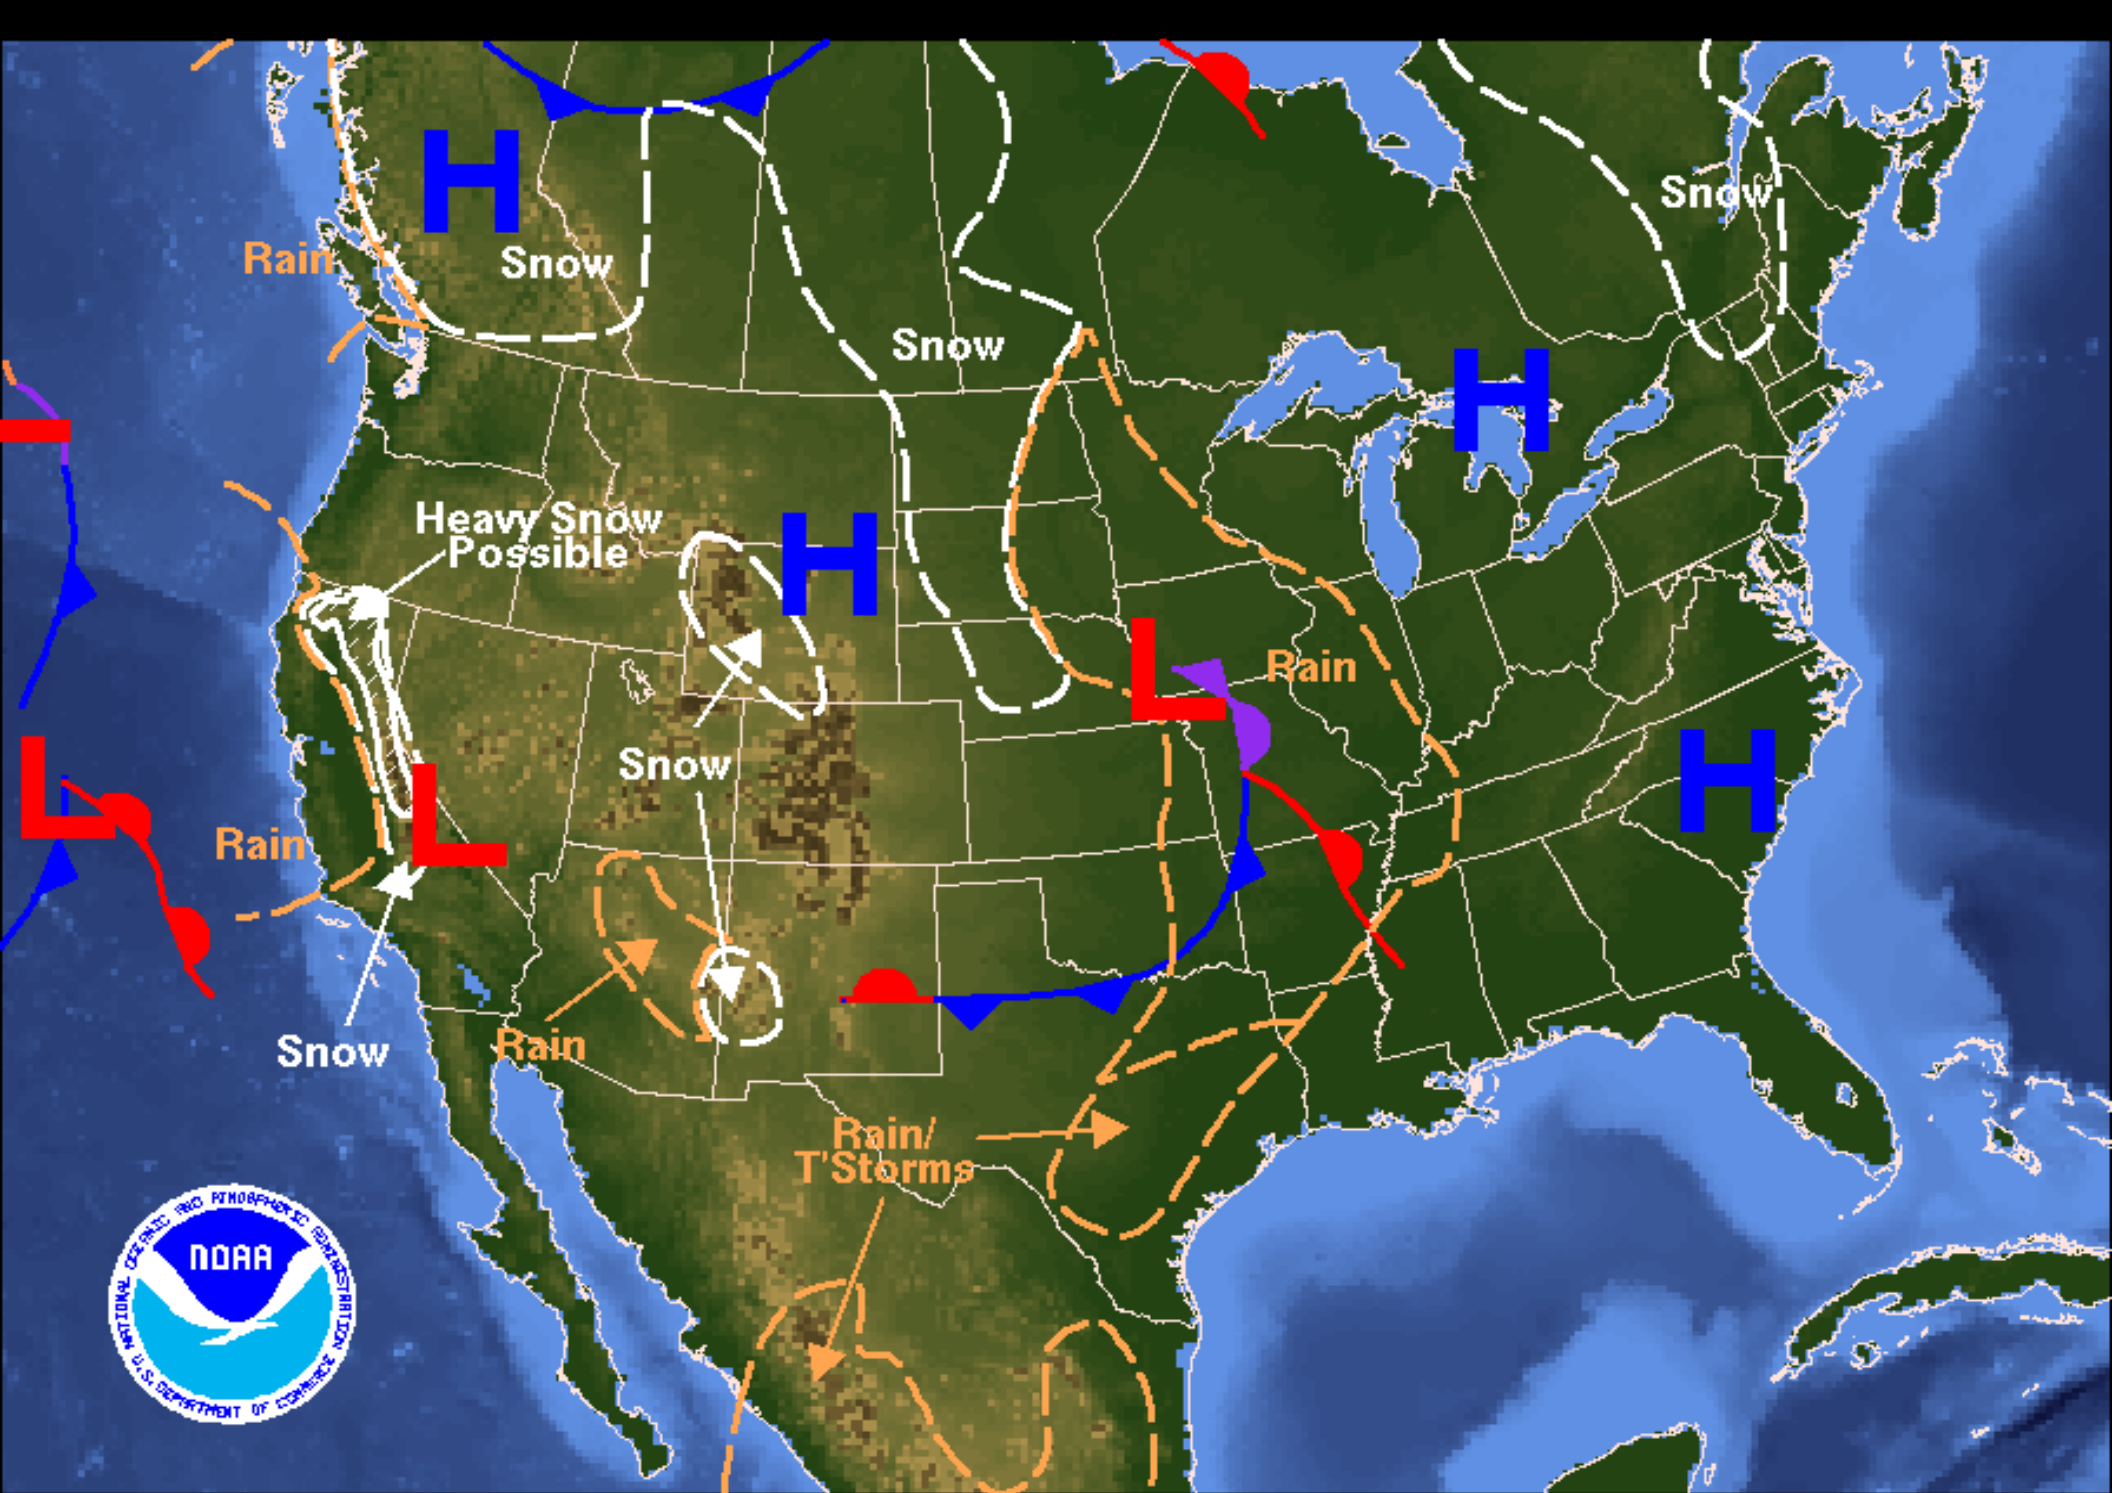 H
Snow
Rain
Snow
Snow
H
Snow
H
L
Heavy Snow
Possible
H
L
Rain
Snow
L
L
Rain
H
Snow
Rain
Rain/
T'Storms
NOAA
NATIONAL OCEANIC AND ATMOSPHERIC ADMINISTRATION
U.S. DEPARTMENT OF COMMERCE